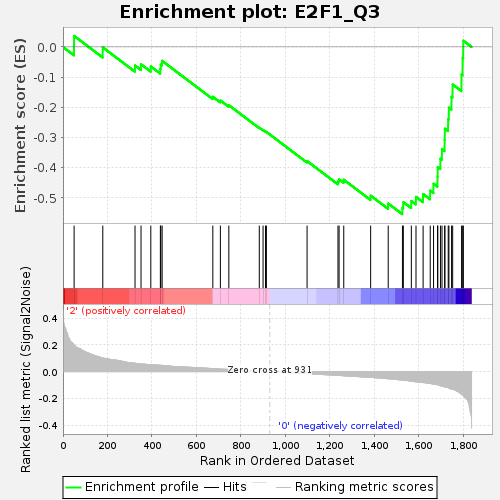 Enrichment plot: E2F1_Q3
Enrichment score (ES)
0.0
-0.1
-0.2
-0.3
-0.4
-0.5
'2' (positively correlated)
Ranked list metric (Signal2Noise)
0.4
0.2
0.0
-0.2
-0.4
Zero cross at 931
'0' (negatively correlated)
0 200 400 600 800 1,000 1,200 1,400 1,600 1,800
Rank in Ordered Dataset
Enrichment profile Hits Ranking metric scores